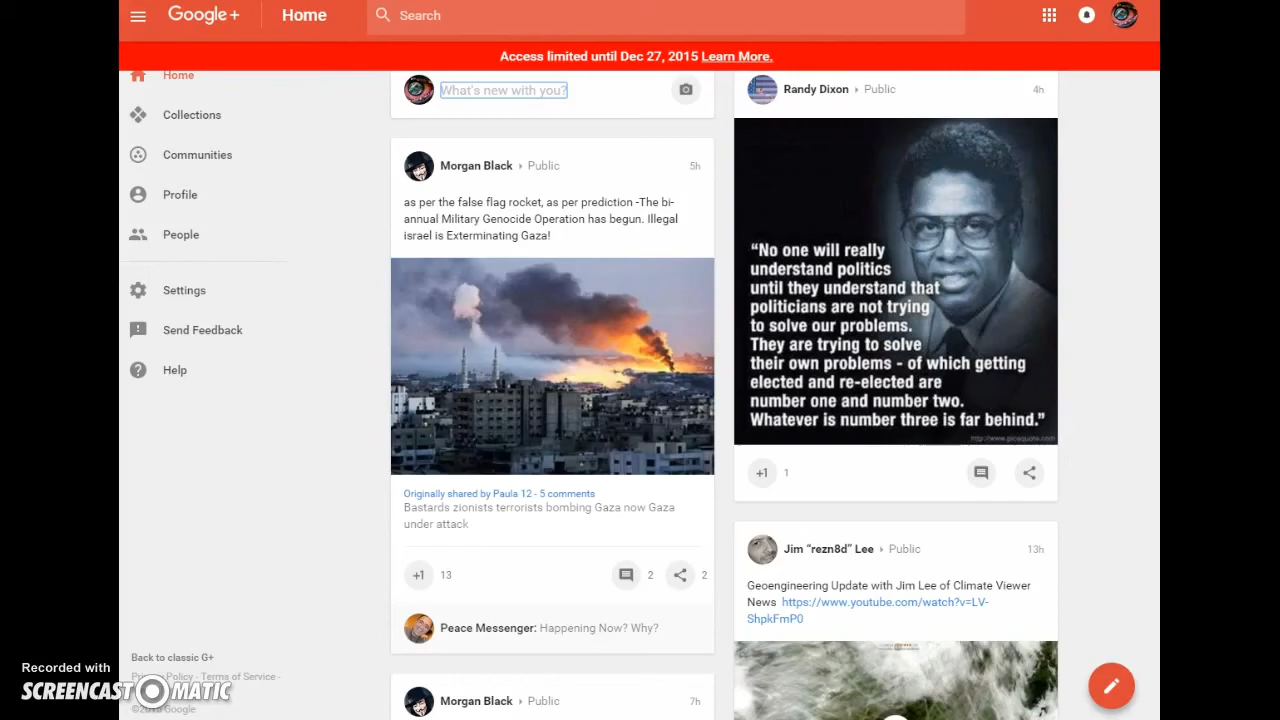 Google+
Home
Search
Access limited until Dec 27, 2015 Learn More.
Home
Collections
Communities
Profile
People
Settings
Send Feedback
Help
Back to classic G+
Privacy Policy - Terms of Service -
Google
Recorded with
SCREENCAST-O-MATIC
What's new with you?
Morgan Black Public
5h
as per the false flag rocket, as per prediction -The bi-
annual Military Genocide Operation has begun. Illegal
israel is Exterminating Gaza!
Originally shared by Paula 12 - 5 comments
Bastards zionists terrorists bombing Gaza now Gaza
under attack
+1 13
2
2
Peace Messenger: Happening Now? Why?
Morgan Black Public
7h
Randy Dixon Public
4h
“No one will really
understand politics
until they understand that
politicians are not trying
to solve our problems.
They are trying to solve
their own problems - of which getting
elected and re-elected are
number one and number two.
Whatever is number three is far behind.”
+1 1
Jim “rezn8d” Lee Public
13h
Geoengineering Update with Jim Lee of Climate Viewer
News https://www.youtube.com/watch?v=LV-
ShpkFmP0